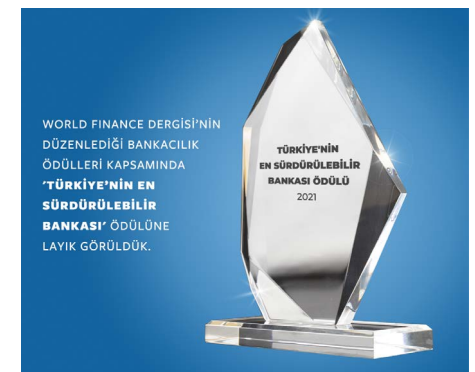 WORLD FINANCE DERGİSİ'NİN
DÜZENLEDİĞİ BANKACILIK
ÖDÜLLERİ KAPSAMINDA
'TÜRKİYE'NİN EN
SÜRDÜRÜLEBİLİR
BANKASI' ÖDÜLÜNE
LAYIK GÖRÜLDÜK.
TÜRKİYE'NİN
EN SÜRDÜRÜLEBİLİR
BANKASI ÖDÜLÜ
2021